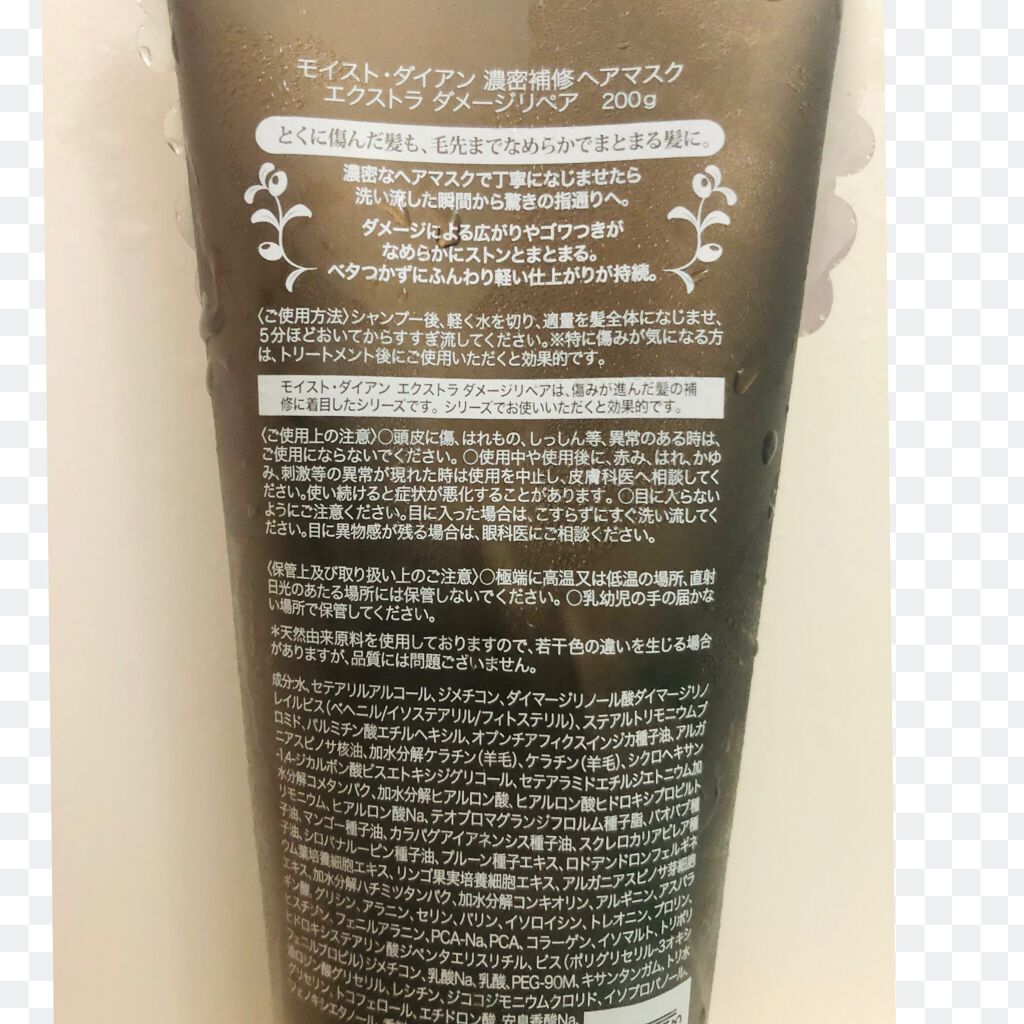 モイスト・ダイアン 濃密補修ヘアマスク
エクストラ ダメージリペア 200g
とくに傷んだ髪も、毛先までなめらかでまとまる髪に。
濃密なヘアマスクで丁寧になじませたら
洗い流した瞬間から驚きの指通りへ。
ダメージによる広がりやゴワつきが
なめらかにストンとまとまる。
ベタつかずにふんわり軽い仕上がりが持続。
〈ご使用方法〉シャンプー後、軽く水を切り、適量を髪全体になじませ、
5分ほどおいてからすすぎ流してください。※特に傷みが気になる方
は、トリートメント後にご使用いただくと効果的です。
モイスト・ダイアン エクストラ ダメージリペアは、傷みが進んだ髪の補
修に着目したシリーズです。シリーズでお使いいただくと効果的です。
〈ご使用上の注意〉○頭皮に傷、はれもの、しっしん等、異常のある時は、
ご使用にならないでください。○使用中や使用後に、赤み、はれ、かゆ
み、刺激等の異常が現れた時は使用を中止し、皮膚科医へ相談してく
ださい。使い続けると症状が悪化することがあります。○目に入らない
ようにご注意ください。目に入った場合は、こすらずにすぐ洗い流してく
ださい。目に異物感が残る場合は、眼科医にご相談ください。
〈保管上及び取り扱い上のご注意〉○極端に高温又は低温の場所、直射
日光のあたる場所には保管しないでください。○乳幼児の手の届かな
い場所で保管してください。
＊天然由来原料を使用しておりますので、若干色の違いを生じる場合
がありますが、品質には問題ございません。
成分:水、セテアリルアルコール、ジメチコン、ダイマージリノール酸ダイマージリノ
レイルビス(ベヘニル/イソステアリル/フィトステリル)、ステアルトリモニウムブ
ロミド、パルミチン酸エチルヘキシル、オプンチアフィクスインジカ種子油、アルガ
ニアスピノサ核油、加水分解ケラチン(羊毛)、ケラチン(羊毛)、シクロヘキサン
-1,4-ジカルボン酸ビスエトキシジグリコール、セテアラミドエチルジエトニウム加
水分解コメタンパク、加水分解ヒアルロン酸、ヒアルロン酸ヒドロキシプロピルト
リモニウム、ヒアルロン酸Na、テオブロマグランジフロルム種子脂、バオバブ種
子油、マンゴー種子油、カラパグアイアネンシス種子油、スクレロカリアビレア種
子油、シロバナルーピン種子油、プルーン種子エキス、ロドデンドロンフェルギネ
ウム葉培養細胞エキス、リンゴ果実培養細胞エキス、アルガニアスピノサ芽細胞
エキス、加水分解ハチミツタンパク、加水分解コンキオリン、アルギニン、アスパラ
ギン酸、グリシン、アラニン、セリン、バリン、イソロイシン、トレオニン、プロリン、
ヒスチジン、フェニルアラニン、PCA-Na、PCA、コラーゲン、イソマルト、トリポリ
ヒドロキシステアリン酸ジペンタエリスリチル、ビス(ポリグリセリル-3オキシ
フェニルプロピル)ジメチコン、乳酸Na、乳酸、PEG-90M、キサンタンガム、トリ水
添ロジン酸グリセリル、レシチン、ジココジモニウムクロリド、イソプロパノール、
グリセリン、トコフェロール、エチドロン酸、安息香酸Na、
フェノキシエタノール、香料